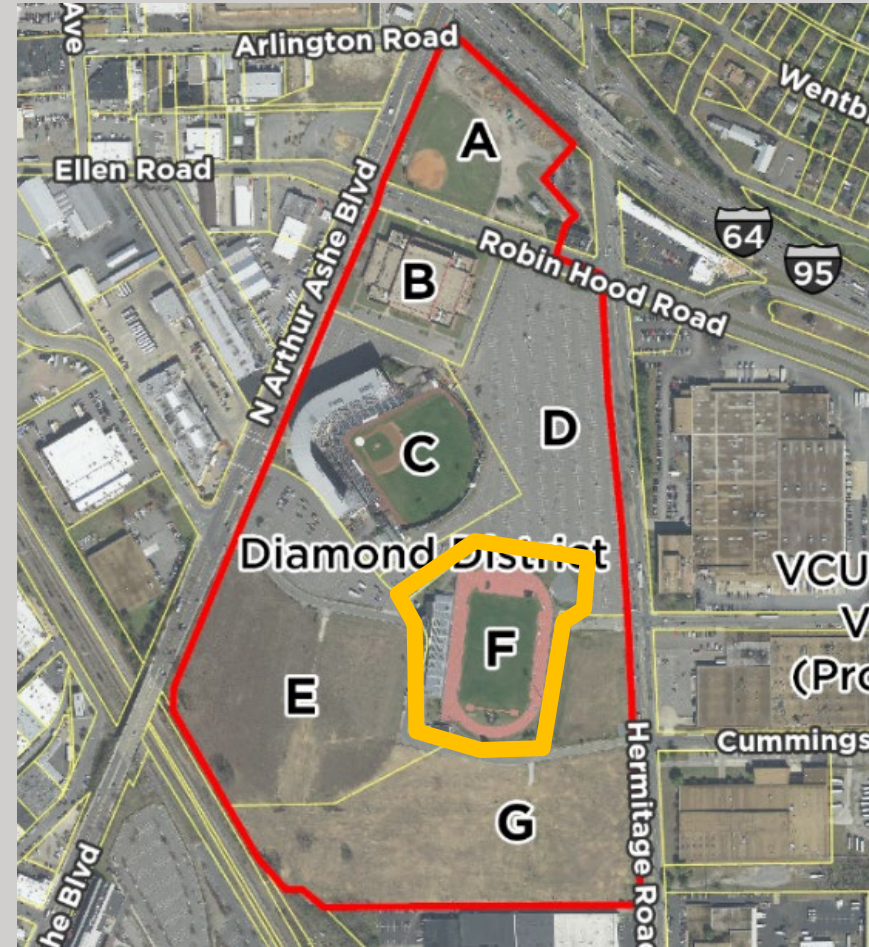 Ave
Arlington Road
Wentb
Ellen Road
A
64
95
N Arthur Ashe Blvd
Robin Hood Road
B
D
C
Diamond District
VCU
V
(Pro
F
E
Hermitage Roa
Cummings
G
he Blvd